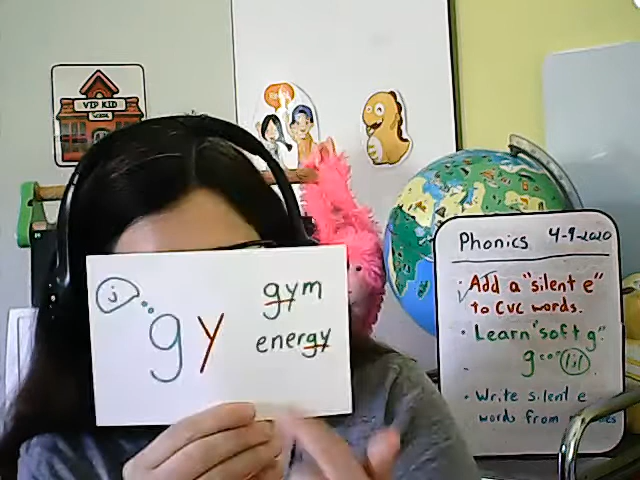 VIP KID
j
gy
gym
energy
Phonics 4-9-2020
Add a "silent e"
to CVC words.
Learn "soft g".
g
Write silent e
words from